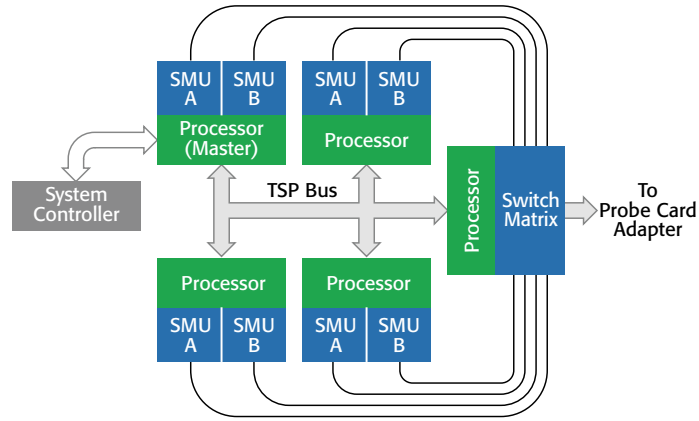 SMU
A
SMU
B
SMU
A
SMU
B
Processor
(Master)
Processor
System
Controller
TSP Bus
Processor
Switch
Matrix
To
Probe Card
Adapter
Processor
Processor
SMU
A
SMU
B
SMU
A
SMU
B